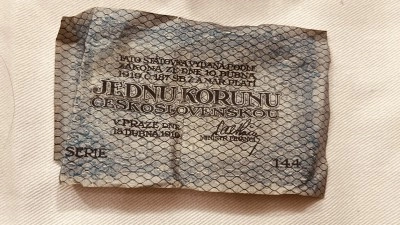 TATO STÁTOVKA VYDANÁ PODLE
ZÁKONA ZE DNE 10. DUBNA
1919, Č. 187 SB. Z. A NAŘ. PLATÍ
JEDNU KORUNU
ČESKOSLOVENSKOU
V PRAZE DNE
15. DUBNA 1919
MINISTR FINANCÍ
SERIE
144